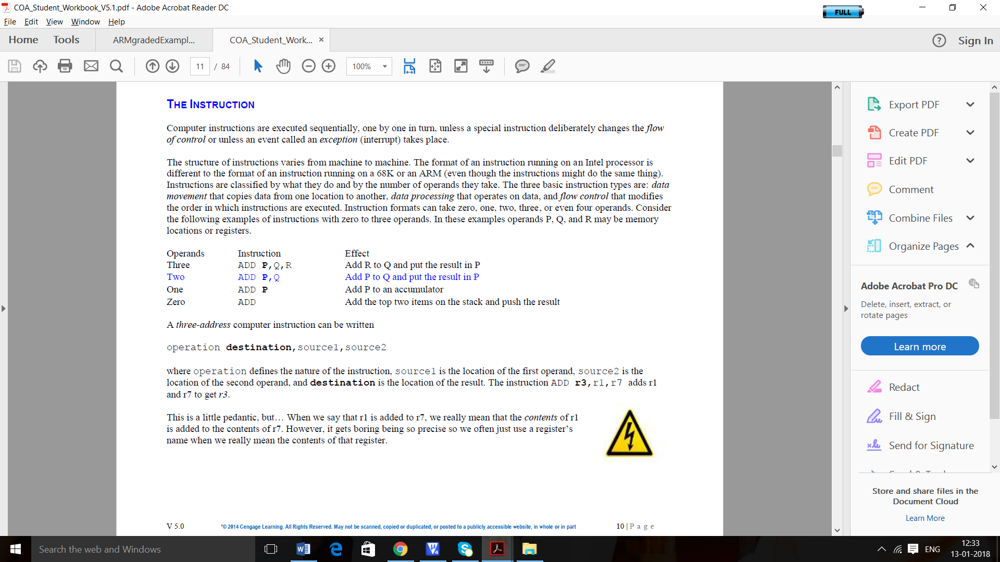 COA_Student_Workbook_V5.1.pdf - Adobe Acrobat Reader DC
FULL
File Edit View Window Help
Home Tools ARMgradedExampl... COA_Student_Work... × ? Sign In
11 / 84 100%
THE INSTRUCTION
Computer instructions are executed sequentially, one by one in turn, unless a special instruction deliberately changes the flow
of control or unless an event called an exception (interrupt) takes place.
The structure of instructions varies from machine to machine. The format of an instruction running on an Intel processor is
different to the format of an instruction running on a 68K or an ARM (even though the instructions might do the same thing).
Instructions are classified by what they do and by the number of operands they take. The three basic instruction types are: data
movement that copies data from one location to another, data processing that operates on data, and flow control that modifies
the order in which instructions are executed. Instruction formats can take zero, one, two, three, or even four operands. Consider
the following examples of instructions with zero to three operands. In these examples operands P, Q, and R may be memory
locations or registers.
Operands Instruction Effect
Three ADD P,Q,R Add R to Q and put the result in P
Two ADD P,Q Add P to Q and put the result in P
One ADD P Add P to an accumulator
Zero ADD Add the top two items on the stack and push the result
A three-address computer instruction can be written
operation destination,source1,source2
where operation defines the nature of the instruction, source1 is the location of the first operand, source2 is the
location of the second operand, and destination is the location of the result. The instruction ADD r3,r1,r7 adds r1
and r7 to get r3.
This is a little pedantic, but… When we say that r1 is added to r7, we really mean that the contents of r1
is added to the contents of r7. However, it gets boring being so precise so we often just use a register's
name when we really mean the contents of that register.
V 5.0 "© 2014 Cengage Learning. All Rights Reserved. May not be scanned, copied or duplicated, or posted to a publicly accessible website, in whole or in part 10 | P a g e
Export PDF
Create PDF
Edit PDF
Comment
Combine Files
Organize Pages
Adobe Acrobat Pro DC
Delete, insert, extract, or
rotate pages
Learn more
Redact
Fill & Sign
Send for Signature
Store and share files in the
Document Cloud
Learn More
Search the web and Windows
ENG
12:33
13-01-2018